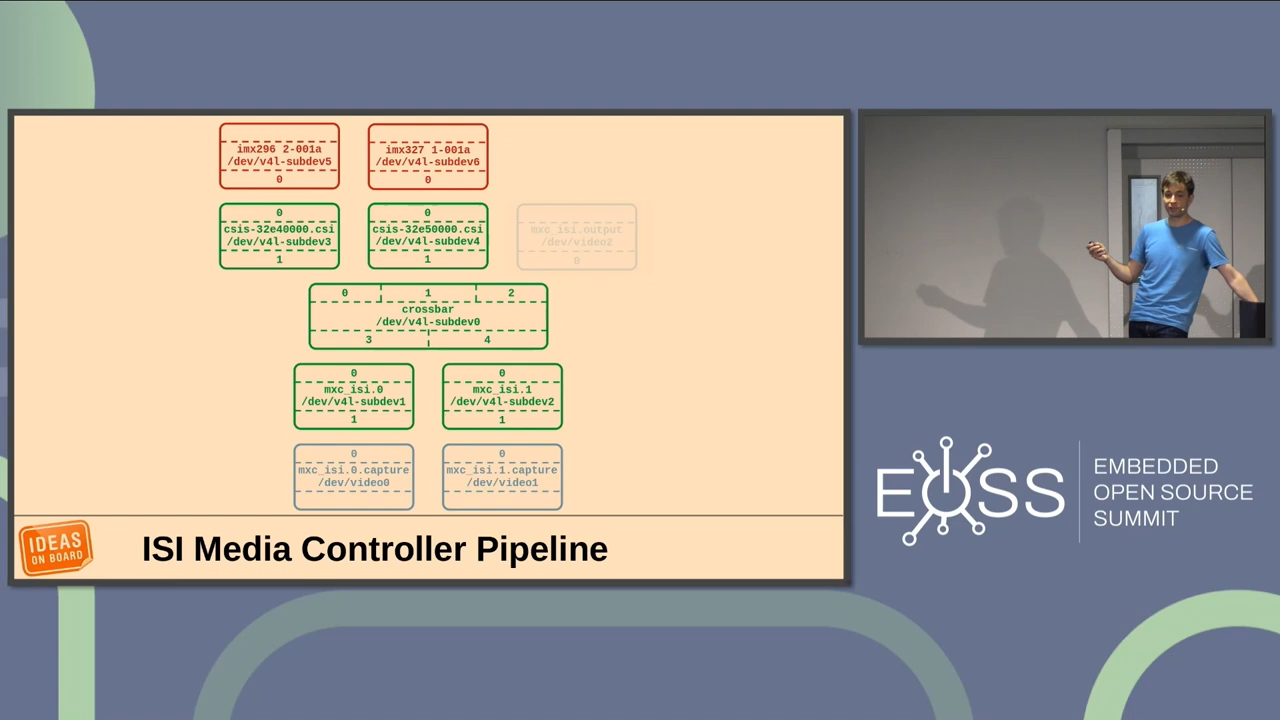 imx296 2-001a
/dev/v4l-subdev5
0
imx327 1-001a
/dev/v4l-subdev6
0
0
csis-32e40000.csi
/dev/v4l-subdev3
1
0
csis-32e50000.csi
/dev/v4l-subdev4
1
mxc_isi.output
/dev/video2
0
0 1 2
crossbar
/dev/v4l-subdev0
3 4
0
mxc_isi.0
/dev/v4l-subdev1
1
0
mxc_isi.1
/dev/v4l-subdev2
1
0
mxc_isi.0.capture
/dev/video0
0
mxc_isi.1.capture
/dev/video1
IDEAS
ON BOARD
ISI Media Controller Pipeline
EOSS
EMBEDDED
OPEN SOURCE
SUMMIT